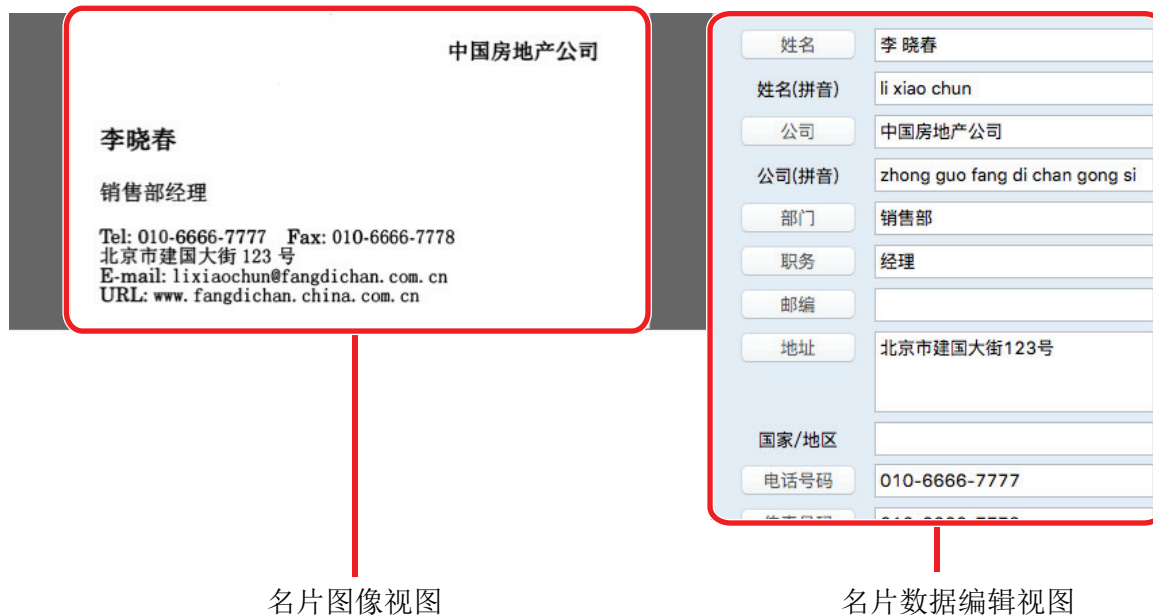 中国房地产公司
李晓春
销售部经理
Tel: 010-6666-7777 Fax: 010-6666-7778
北京市建国大街 123 号
E-mail: lixiaochun@fangdichan.com.cn
URL: www.fangdichan.china.com.cn
姓名 李 晓春
姓名(拼音) li xiao chun
公司 中国房地产公司
公司(拼音) zhong guo fang di chan gong si
部门 销售部
职务 经理
邮编
地址 北京市建国大街123号
国家/地区
电话号码 010-6666-7777
名片图像视图
名片数据编辑视图